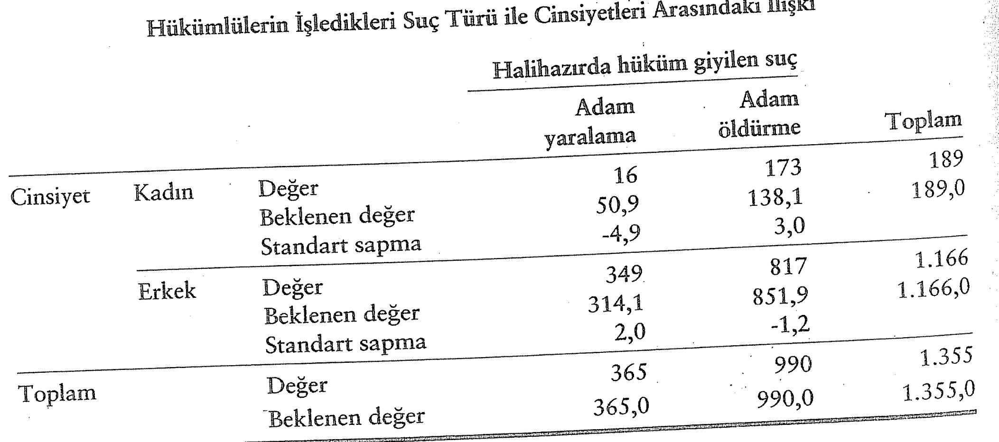 Hükümlülerin İşledikleri Suç Türü ile Cinsiyetleri Arasındaki İlişki
Halihazırda hüküm giyilen suç
Adam yaralama Adam öldürme Toplam
Cinsiyet Kadın Değer 16 173 189
Beklenen değer 50,9 138,1 189,0
Standart sapma -4,9 3,0
Erkek Değer 349 817 1.166
Beklenen değer 314,1 851,9 1.166,0
Standart sapma 2,0 -1,2
Toplam Değer 365 990 1.355
Beklenen değer 365,0 990,0 1.355,0